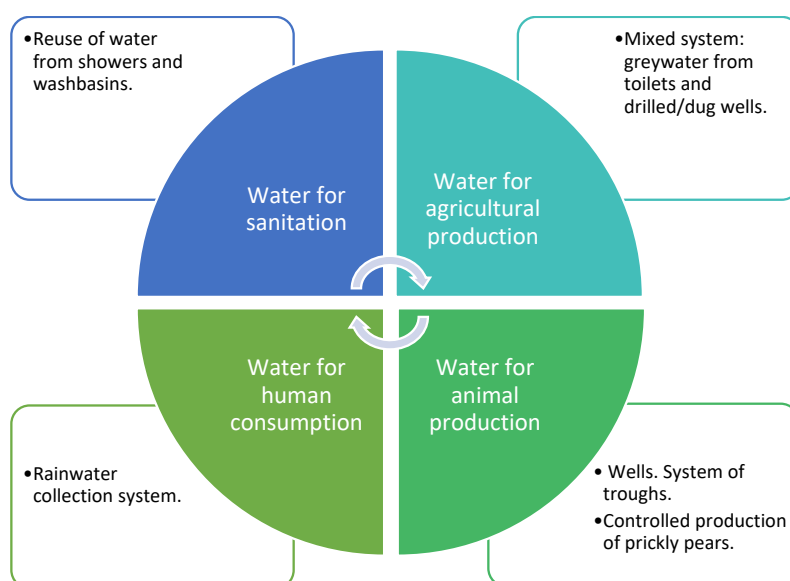 •Reuse of water
from showers and
washbasins.
•Mixed system:
greywater from
toilets and
drilled/dug wells.
Water for
sanitation
Water for
agricultural
production
Water for
human
consumption
Water for
animal
production
•Rainwater
collection system.
• Wells. System of
troughs.
•Controlled production
of prickly pears.